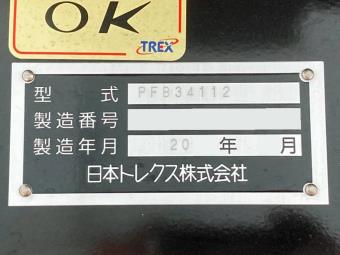 OK
TREX
型式 PFB34112
製造番号
製造年月 20 年 月
日本トレクス株式会社